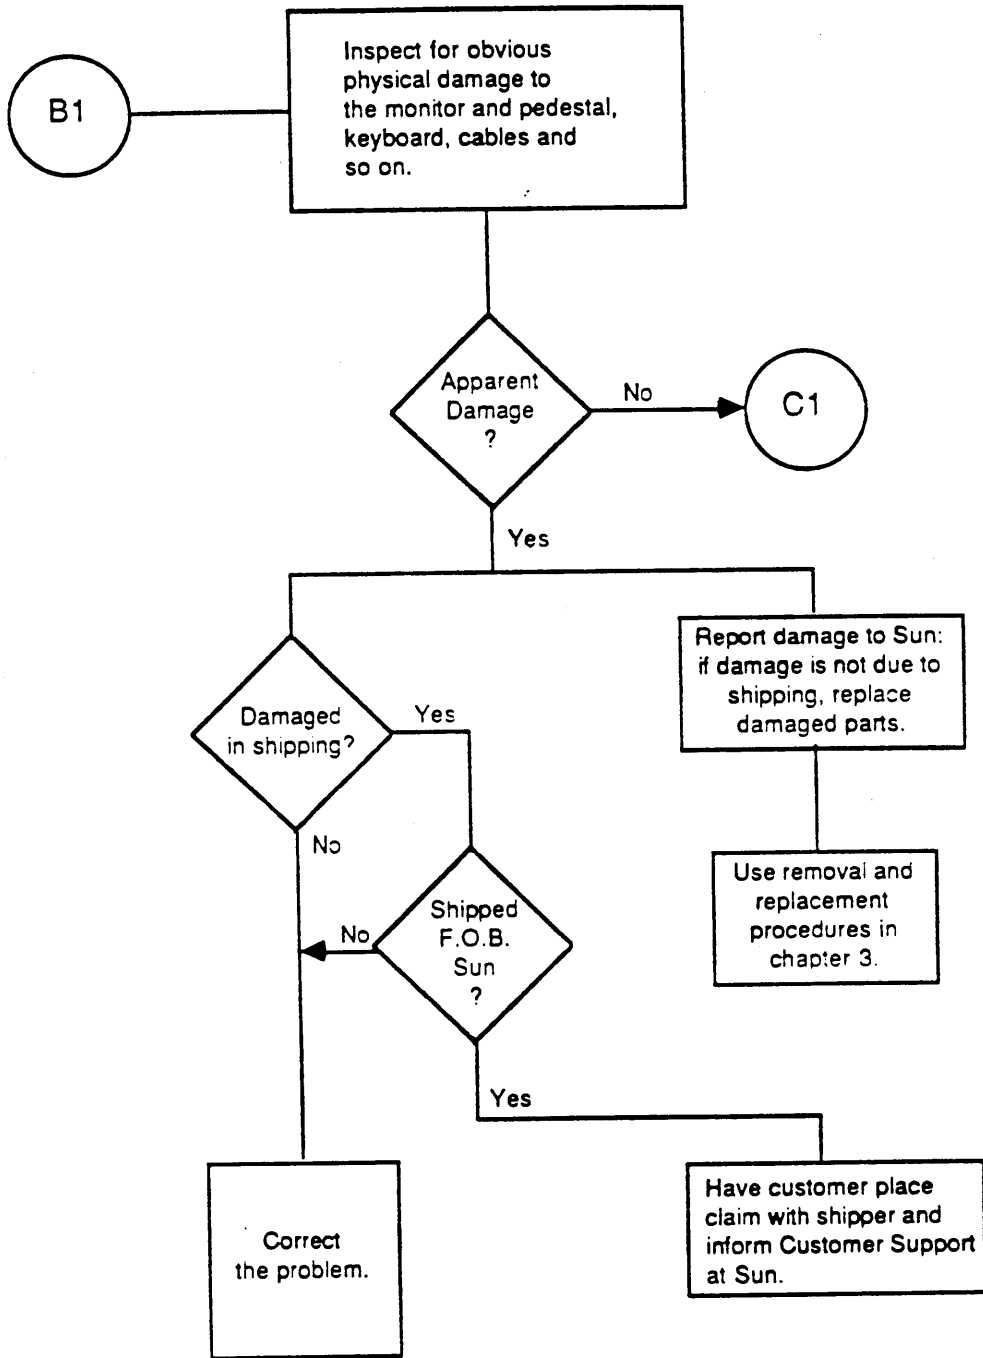 B1
Inspect for obvious
physical damage to
the monitor and pedestal,
keyboard, cables and
so on.
Apparent
Damage
?
No
C1
Yes
Report damage to Sun:
if damage is not due to
shipping, replace
damaged parts.
Damaged
in shipping?
Yes
No
Use removal and
replacement
procedures in
chapter 3.
Shipped
F.O.B.
Sun
?
No
Yes
Correct
the problem.
Have customer place
claim with shipper and
inform Customer Support
at Sun.